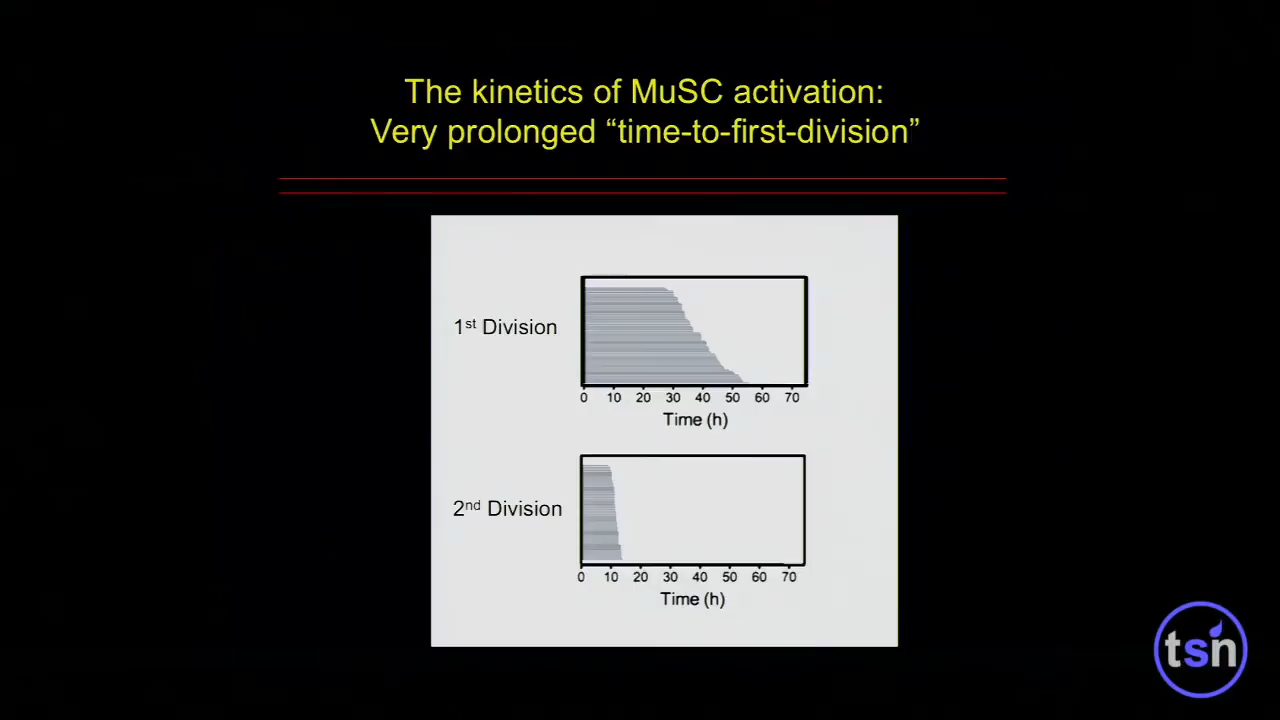 The kinetics of MuSC activation:
Very prolonged “time-to-first-division”
1st Division
0 10 20 30 40 50 60 70
Time (h)
2nd Division
0 10 20 30 40 50 60 70
Time (h)
tsn